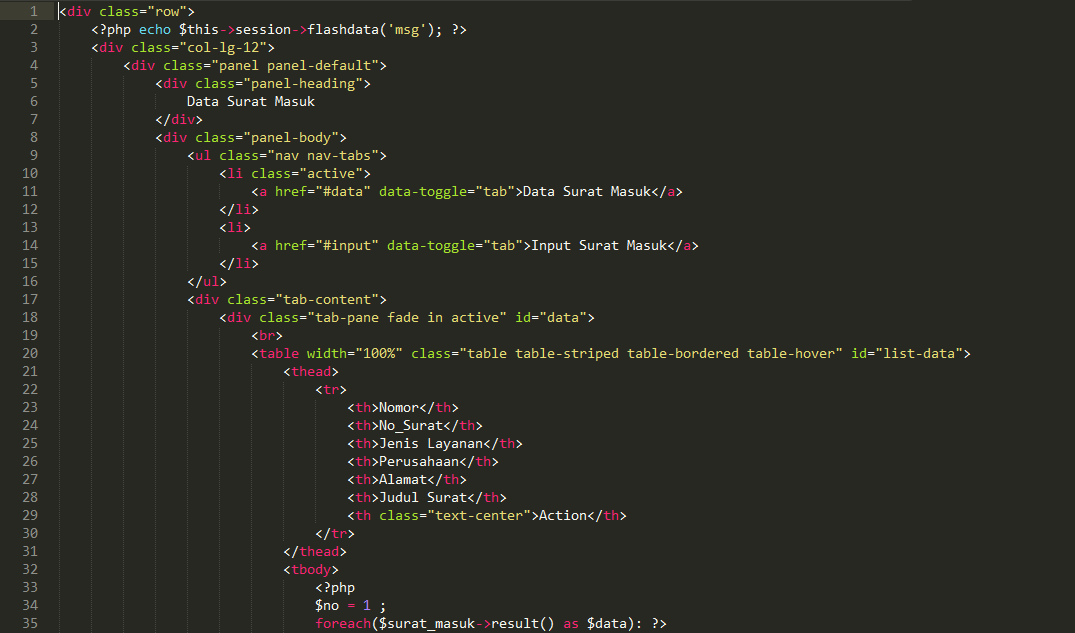 1 <div class="row">
2 <?php echo $this->session->flashdata('msg'); ?>
3 <div class="col-lg-12">
4 <div class="panel panel-default">
5 <div class="panel-heading">
6 Data Surat Masuk
7 </div>
8 <div class="panel-body">
9 <ul class="nav nav-tabs">
10 <li class="active">
11 <a href="#data" data-toggle="tab">Data Surat Masuk</a>
12 </li>
13 <li>
14 <a href="#input" data-toggle="tab">Input Surat Masuk</a>
15 </li>
16 </ul>
17 <div class="tab-content">
18 <div class="tab-pane fade in active" id="data">
19 <br>
20 <table width="100%" class="table table-striped table-bordered table-hover" id="list-data">
21 <thead>
22 <tr>
23 <th>Nomor</th>
24 <th>No_Surat</th>
25 <th>Jenis Layanan</th>
26 <th>Perusahaan</th>
27 <th>Alamat</th>
28 <th>Judul Surat</th>
29 <th class="text-center">Action</th>
30 </tr>
31 </thead>
32 <tbody>
33 <?php
34 $no = 1 ;
35 foreach($surat_masuk->result() as $data): ?>